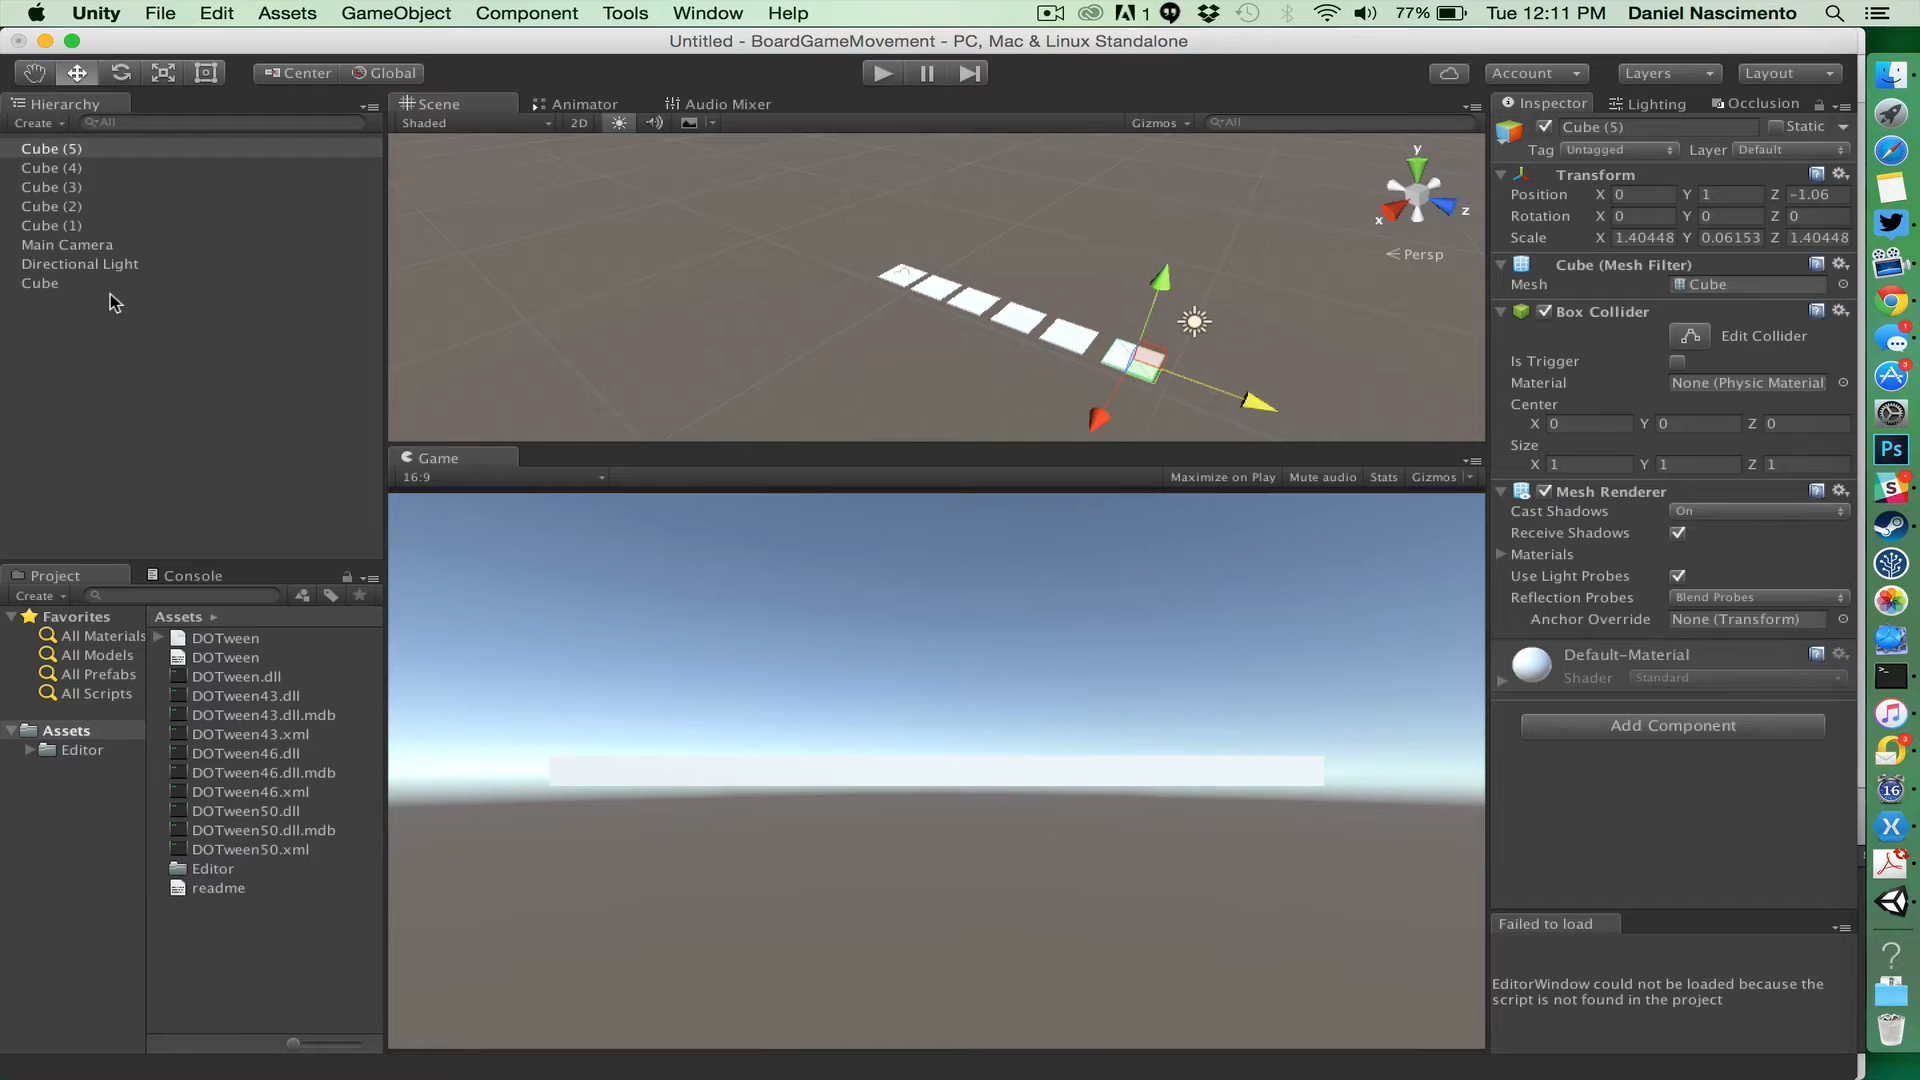 Unity File Edit Assets GameObject Component Tools Window Help 1 77% Tue 12:11 PM Daniel Nascimento
Untitled - BoardGameMovement - PC, Mac & Linux Standalone
Center Global Account Layers Layout
Hierarchy
Create All
Cube (5)
Cube (4)
Cube (3)
Cube (2)
Cube (1)
Main Camera
Directional Light
Cube
Scene Animator Audio Mixer
Shaded 2D Gizmos All
y
x
z
Persp
Game
16:9 Maximize on Play Mute audio Stats Gizmos
Project Console
Create
Favorites
All Materials
All Models
All Prefabs
All Scripts
Assets
Editor
Assets
DOTween
DOTween
DOTween.dll
DOTween43.dll
DOTween43.dll.mdb
DOTween43.xml
DOTween46.dll
DOTween46.dll.mdb
DOTween46.xml
DOTween50.dll
DOTween50.dll.mdb
DOTween50.xml
Editor
readme
Inspector Lighting Occlusion
Cube (5) Static
Tag Untagged Layer Default
Transform
Position X 0 Y 1 Z -1.06
Rotation X 0 Y 0 Z 0
Scale X 1.40448 Y 0.06153 Z 1.40448
Cube (Mesh Filter)
Mesh Cube
Box Collider
Edit Collider
Is Trigger
Material None (Physic Material
Center
X 0 Y 0 Z 0
Size
X 1 Y 1 Z 1
Mesh Renderer
Cast Shadows On
Receive Shadows
Materials
Use Light Probes
Reflection Probes Blend Probes
Anchor Override None (Transform)
Default-Material
Shader Standard
Add Component
Failed to load
EditorWindow could not be loaded because the
script is not found in the project
Ps
16